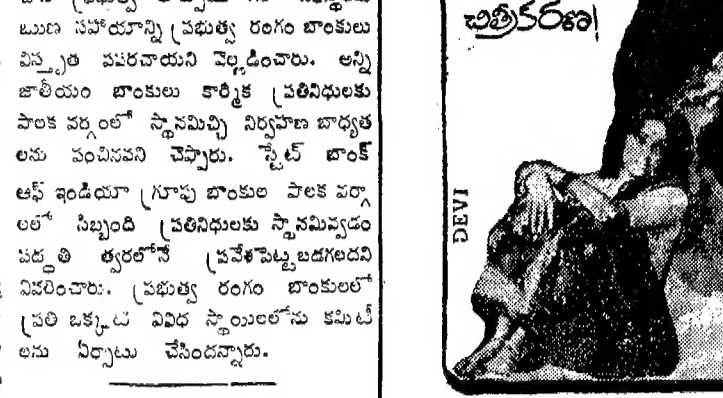 ఋణ సహాయాన్ని ప్రభుత్వ రంగం బాంకులు
విస్తృత పపరచాయని వెల్లడించారు. అన్ని
జాతీయం బాంకులు కార్మిక ప్రతినిధులకు
పాలక వర్గంలో స్థానమిచ్చి నిర్వహణ బాధ్యత
లను పంచినవని చెప్పారు. స్టేట్ బాంక్
ఆఫ్ ఇండియా గ్రూపు బాంకుల పాలక వర్గా
లలో సిబ్బంది ప్రతినిధులకు స్థానమివ్వడం
పద్ధతి త్వరలోనే ప్రవేశపెట్టబడగలదని
వివరించారు. ప్రభుత్వ రంగం బాంకులలో
ప్రతి ఒక్కటి వివిధ స్థాయిలలోను కమిటీ
లను ఏర్పాటు చేసిందన్నారు.
చిత్రీకరణ!
DEVI